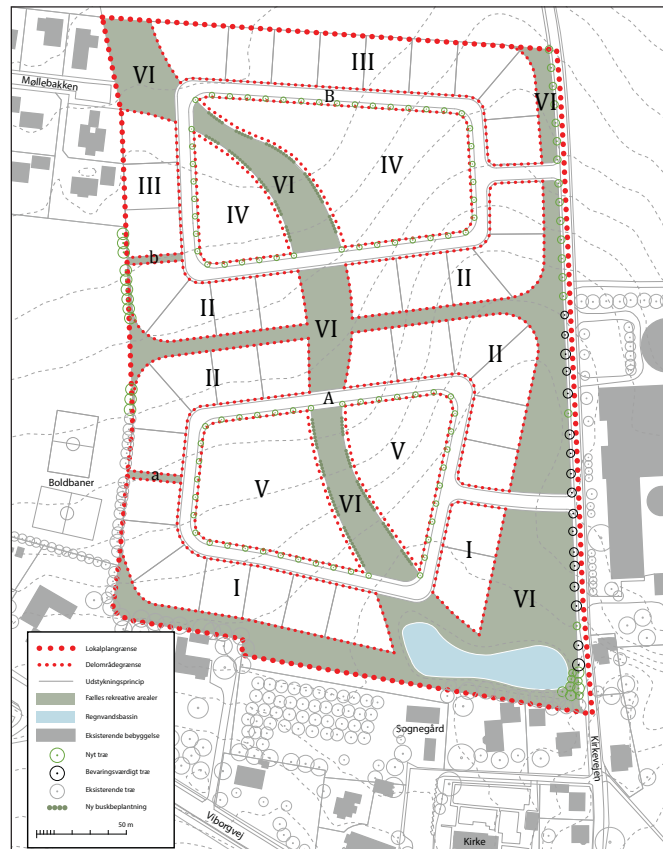 III
VI
Møllebakken
VI
B
IV
VI
III
IV
b
II
II
VI
II
II
A
V
a
V
Boldbaner
VI
I
I
VI
Lokalplangrænse
Delområdegrænse
Udstykningsprincip
Fælles rekreative arealer
Regnvandsbassin
Eksisterende bebyggelse
Nyt træ
Bevaringsværdigt træ
Eksisterende træ
Ny buskbeplantning
50 m
Sognegård
Kirkevejen
Viborgvej
Kirke